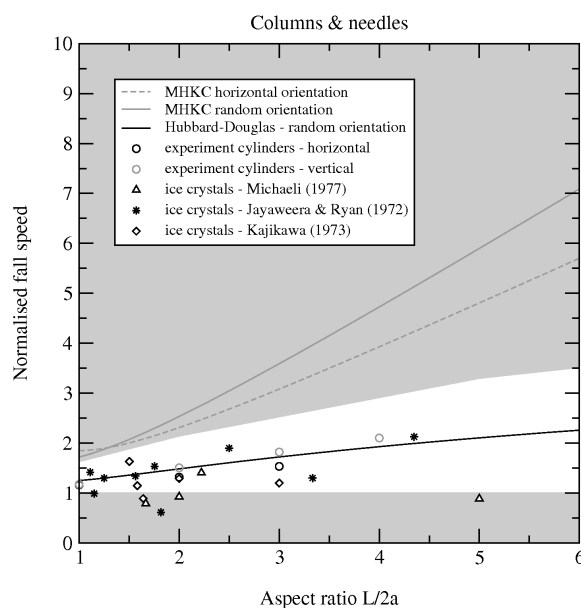 Columns & needles
10
9
8
7
6
5
4
3
2
1
0
Normalised fall speed
MHKC horizontal orientation
MHKC random orientation
Hubbard-Douglas - random orientation
experiment cylinders - horizontal
experiment cylinders - vertical
ice crystals - Michaeli (1977)
ice crystals - Jayaweera & Ryan (1972)
ice crystals - Kajikawa (1973)
1 2 3 4 5 6
Aspect ratio L/2a